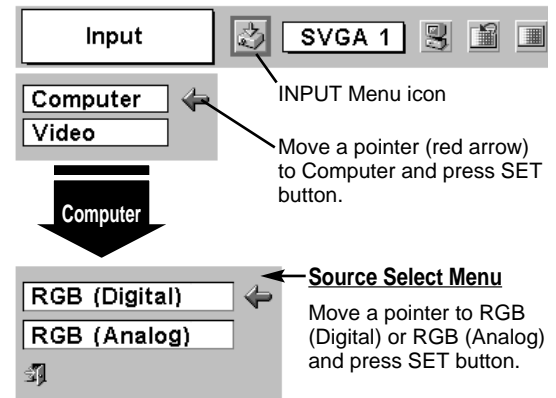 Input
SVGA 1
INPUT Menu icon
Computer
Video
Move a pointer (red arrow)
to Computer and press SET
button.
Computer
Source Select Menu
RGB (Digital)
RGB (Analog)
Move a pointer to RGB
(Digital) or RGB (Analog)
and press SET button.